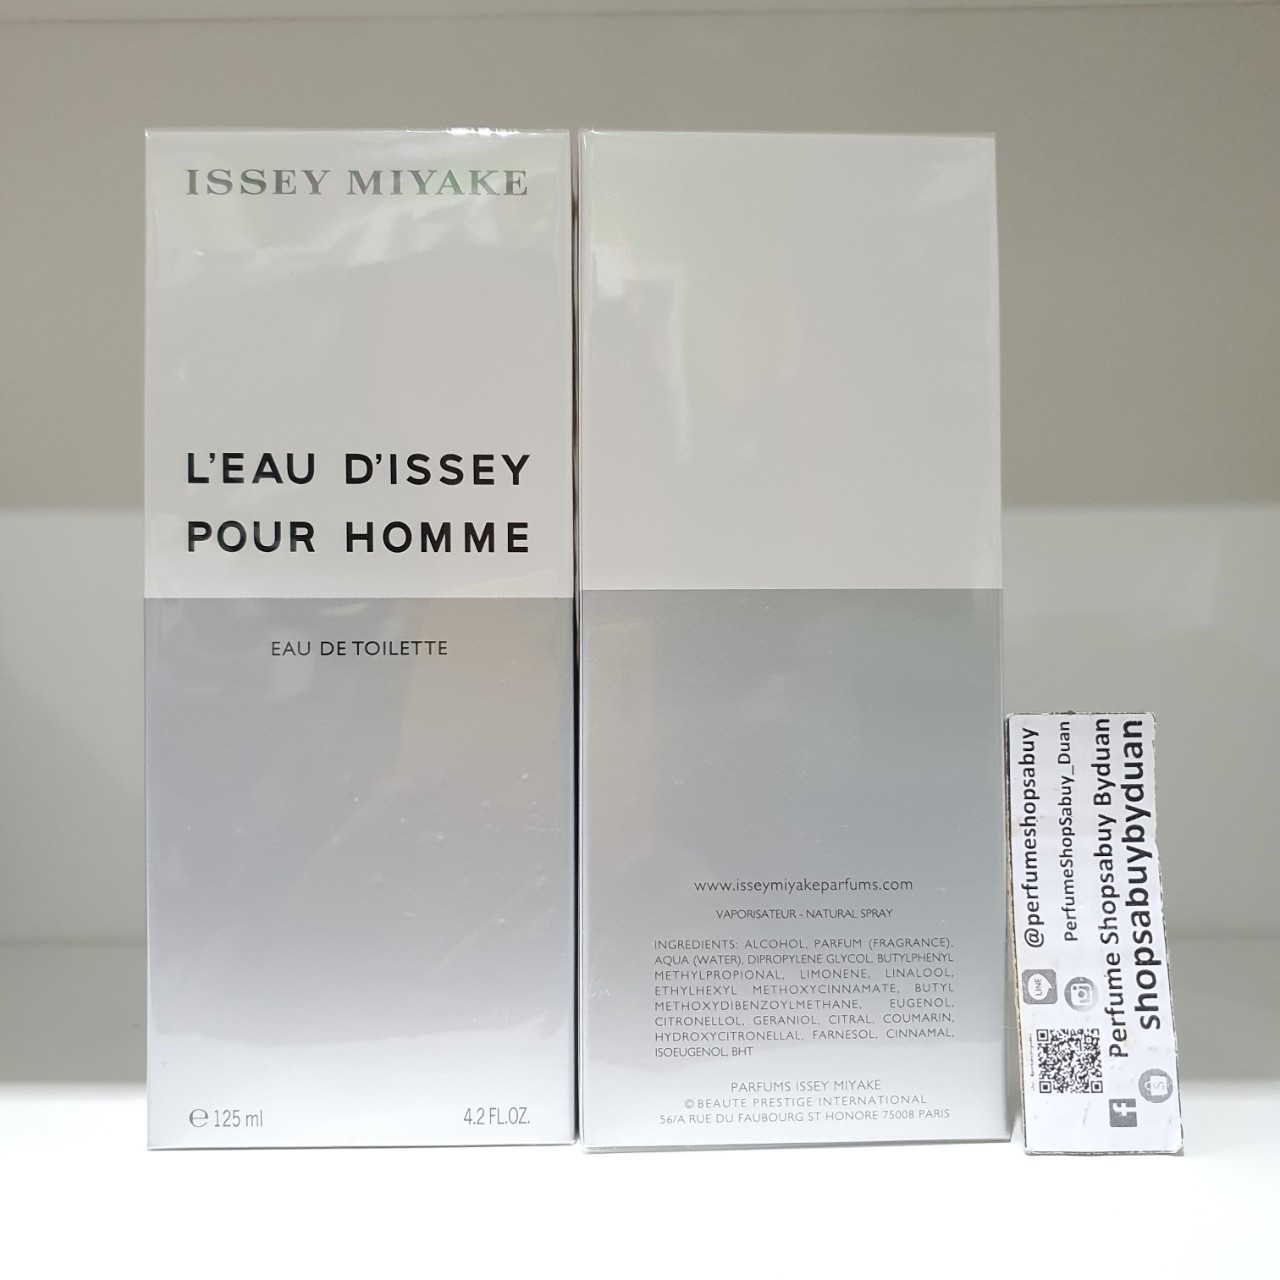 ISSEY MIYAKE
L'EAU D'ISSEY
POUR HOMME
EAU DE TOILETTE
℮ 125 ml
4.2 FL.OZ.
www.isseymiyakeparfums.com
VAPORISATEUR - NATURAL SPRAY
INGREDIENTS: ALCOHOL, PARFUM (FRAGRANCE),
AQUA (WATER), DIPROPYLENE GLYCOL, BUTYLPHENYL
METHYLPROPIONAL, LIMONENE, LINALOOL,
ETHYLHEXYL METHOXYCINNAMATE, BUTYL
METHOXYDIBENZOYLMETHANE, EUGENOL,
CITRONELLOL, GERANIOL, CITRAL, COUMARIN,
HYDROXYCITRONELLAL, FARNESOL, CINNAMAL,
ISOEUGENOL, BHT
PARFUMS ISSEY MIYAKE
© BEAUTE PRESTIGE INTERNATIONAL
56/A RUE DU FAUBOURG ST HONORE 75008 PARIS
LINE @perfumeshopsabuy
PerfumeShopSabuy_Duan
f Perfume Shopsabuy Byduan
S shopsabuybyduan